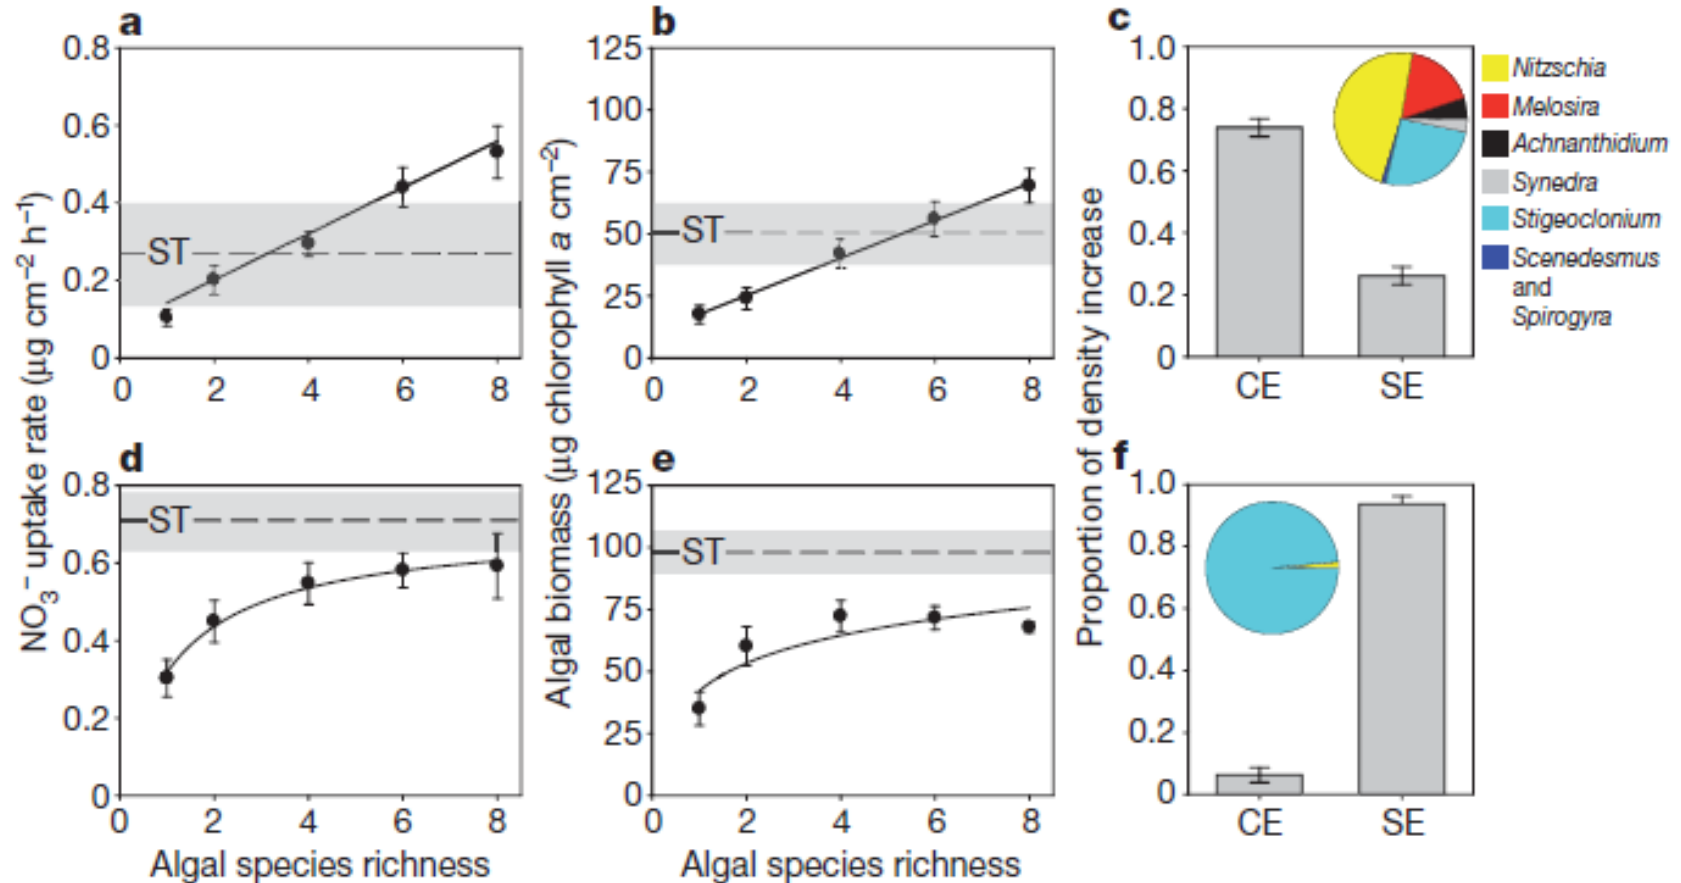 a
b
c
0.8
0.6
0.4
0.2
0
0 2 4 6 8
ST
125
100
75
50
25
0
0 2 4 6 8
ST
1.0
0.8
0.6
0.4
0.2
0
CE SE
Nitzschia
Melosira
Achnanthidium
Synedra
Stigeoclonium
Scenedesmus
and
Spirogyra
NO₃⁻ uptake rate (μg cm⁻² h⁻¹)
Algal biomass (μg chlorophyll a cm⁻²)
Proportion of density increase
d
e
f
0.8
0.6
0.4
0.2
0
0 2 4 6 8
ST
Algal species richness
125
100
75
50
25
0
0 2 4 6 8
ST
Algal species richness
1.0
0.8
0.6
0.4
0.2
0
CE SE